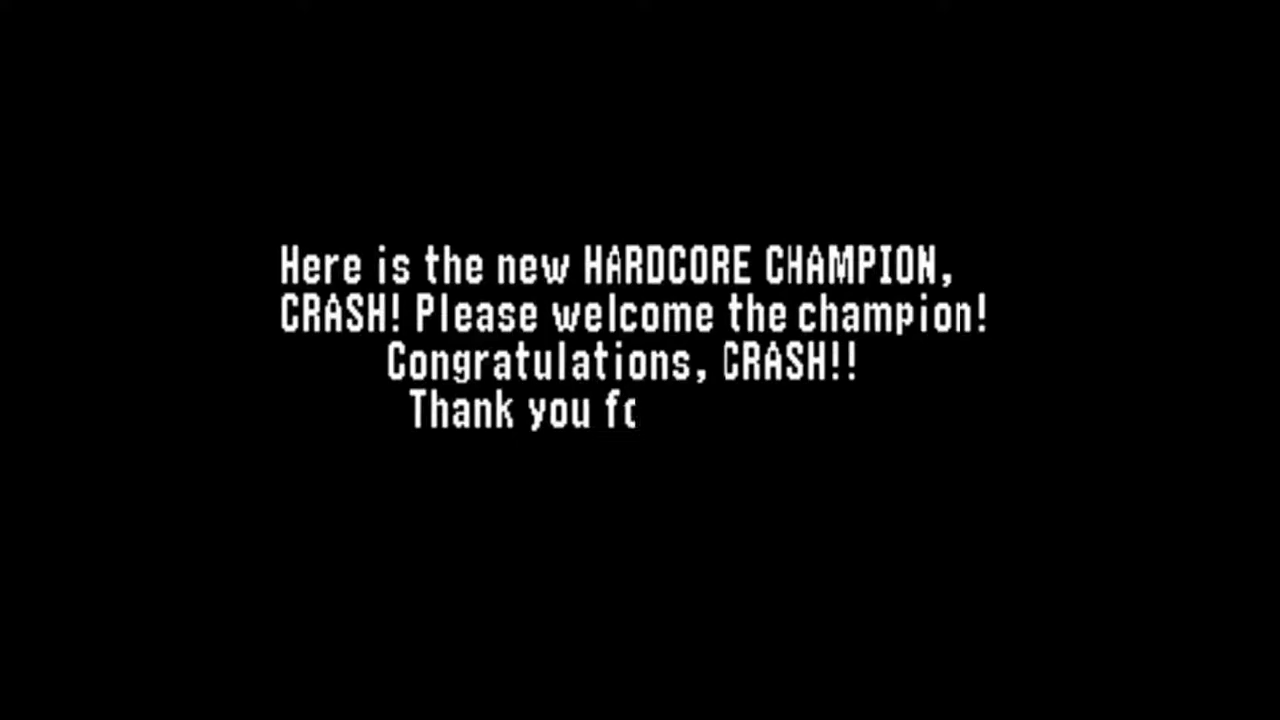 Here is the new HARDCORE CHAMPION,
CRASH! Please welcome the champion!
Congratulations, CRASH!!
Thank you